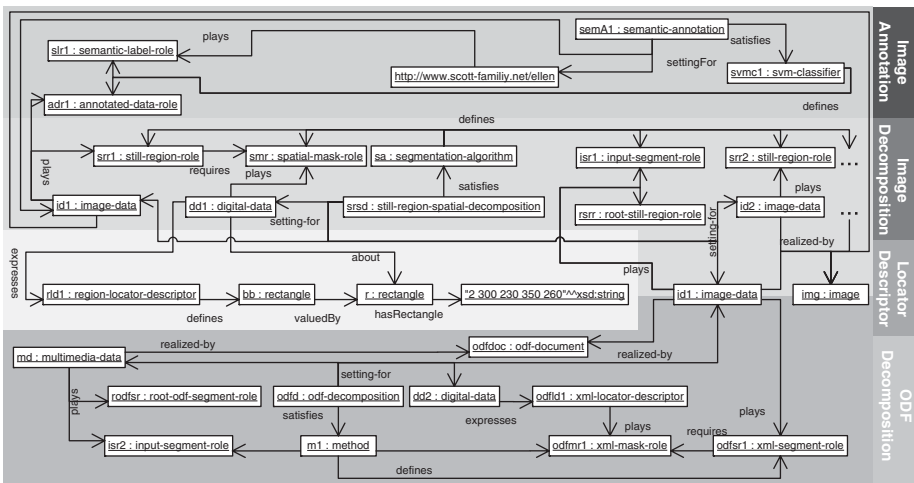 semA1 : semantic-annotation
plays
slr1 : semantic-label-role
satisfies
settingFor
http://www.scott-familiy.net/ellen
svmc1 : svm-classifier
adr1 : annotated-data-role
defines
Image Annotation
defines
srr1 : still-region-role
smr : spatial-mask-role
sa : segmentation-algorithm
isr1 : input-segment-role
srr2 : still-region-role
...
requires
plays
plays
satisfies
plays
id1 : image-data
dd1 : digital-data
srsd : still-region-spatial-decomposition
id2 : image-data
...
setting-for
rsrr : root-still-region-role
setting-for
realized-by
Image Decomposition
expresses
about
plays
rld1 : region-locator-descriptor
bb : rectangle
r : rectangle
"2 300 230 350 260"^^xsd:string
id1 : image-data
img : image
defines
valuedBy
hasRectangle
Locator Descriptor
realized-by
odfdoc : odf-document
realized-by
md : multimedia-data
setting-for
plays
rodfsr : root-odf-segment-role
odfd : odf-decomposition
dd2 : digital-data
odfld1 : xml-locator-descriptor
satisfies
expresses
plays
plays
requires
isr2 : input-segment-role
m1 : method
odfmr1 : xml-mask-role
odfsr1 : xml-segment-role
defines
ODF Decomposition